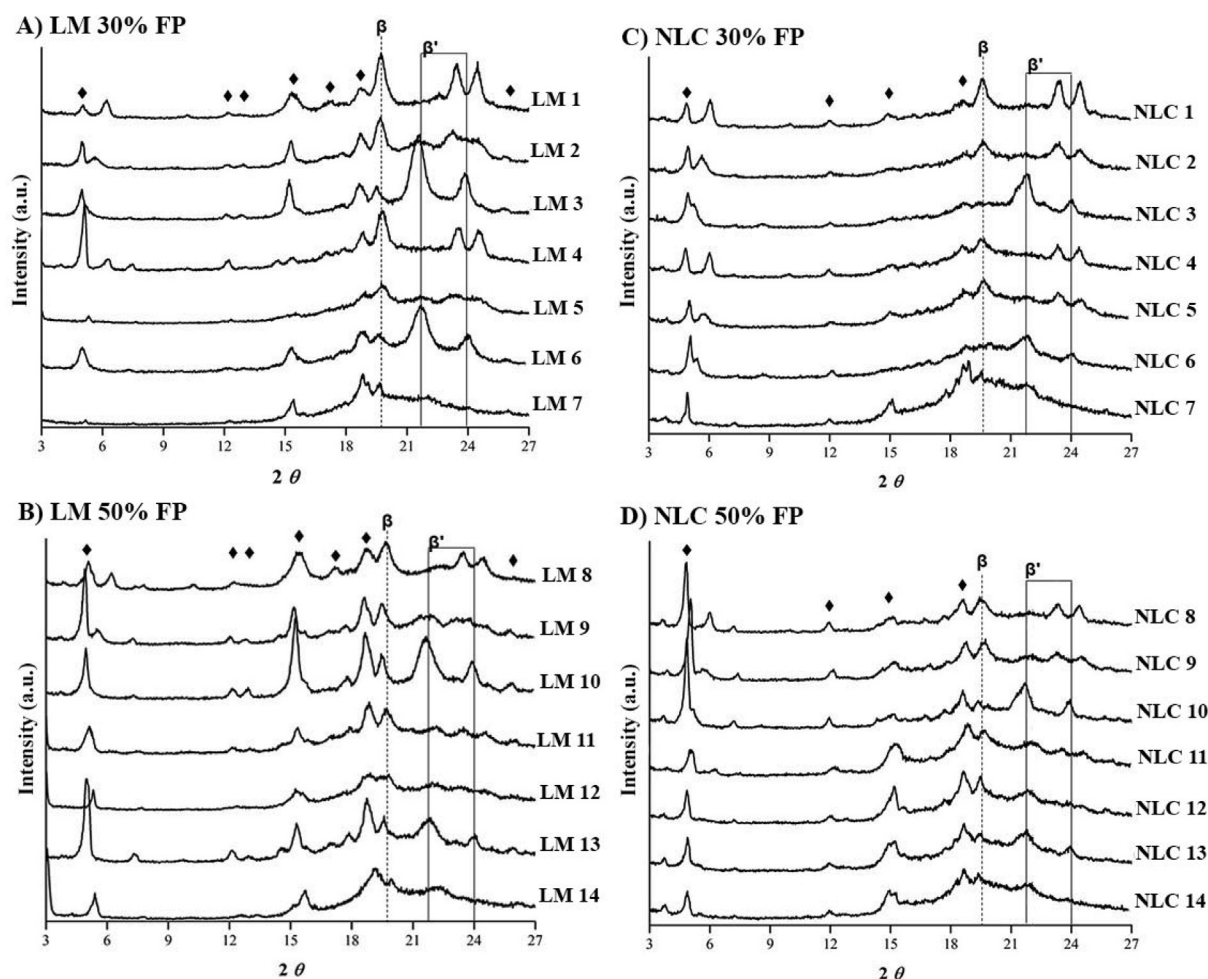 A) LM 30% FP
β
β'
LM 1
LM 2
LM 3
LM 4
LM 5
LM 6
LM 7
Intensity (a.u.)
3 6 9 12 15 18 21 24 27
2 θ
C) NLC 30% FP
β
β'
NLC 1
NLC 2
NLC 3
NLC 4
NLC 5
NLC 6
NLC 7
Intensity (a.u.)
3 6 9 12 15 18 21 24 27
2 θ
B) LM 50% FP
β
β'
LM 8
LM 9
LM 10
LM 11
LM 12
LM 13
LM 14
Intensity (a.u.)
3 6 9 12 15 18 21 24 27
2 θ
D) NLC 50% FP
β
β'
NLC 8
NLC 9
NLC 10
NLC 11
NLC 12
NLC 13
NLC 14
Intensity (a.u.)
3 6 9 12 15 18 21 24 27
2 θ